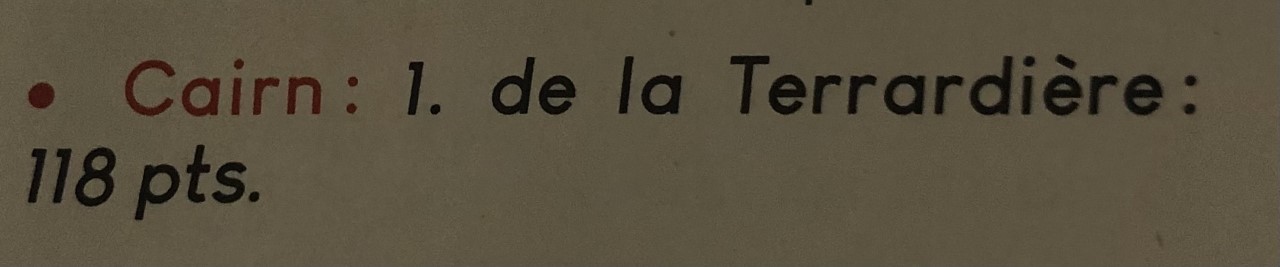 • Cairn : 1. de la Terrardière :
118 pts.